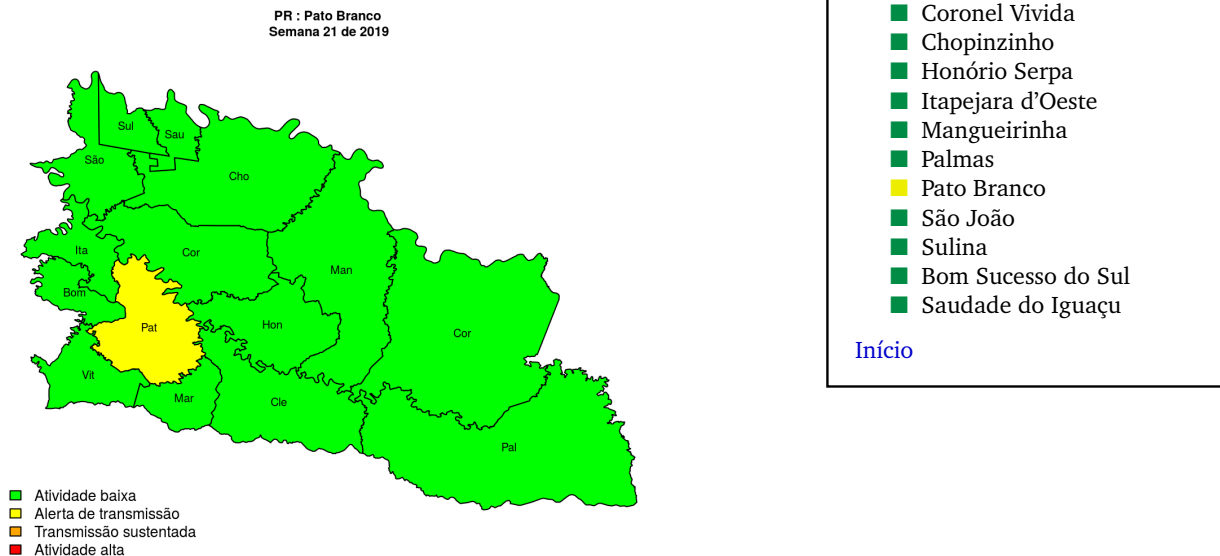 PR : Pato Branco
Semana 21 de 2019
Sul
Sau
São
Cho
Ita
Cor
Man
Bom
Pat
Hon
Cor
Vit
Mar
Cle
Pal
Atividade baixa
Alerta de transmissão
Transmissão sustentada
Atividade alta
Coronel Vivida
Chopinzinho
Honório Serpa
Itapejara d’Oeste
Mangueirinha
Palmas
Pato Branco
São João
Sulina
Bom Sucesso do Sul
Saudade do Iguaçu
Início